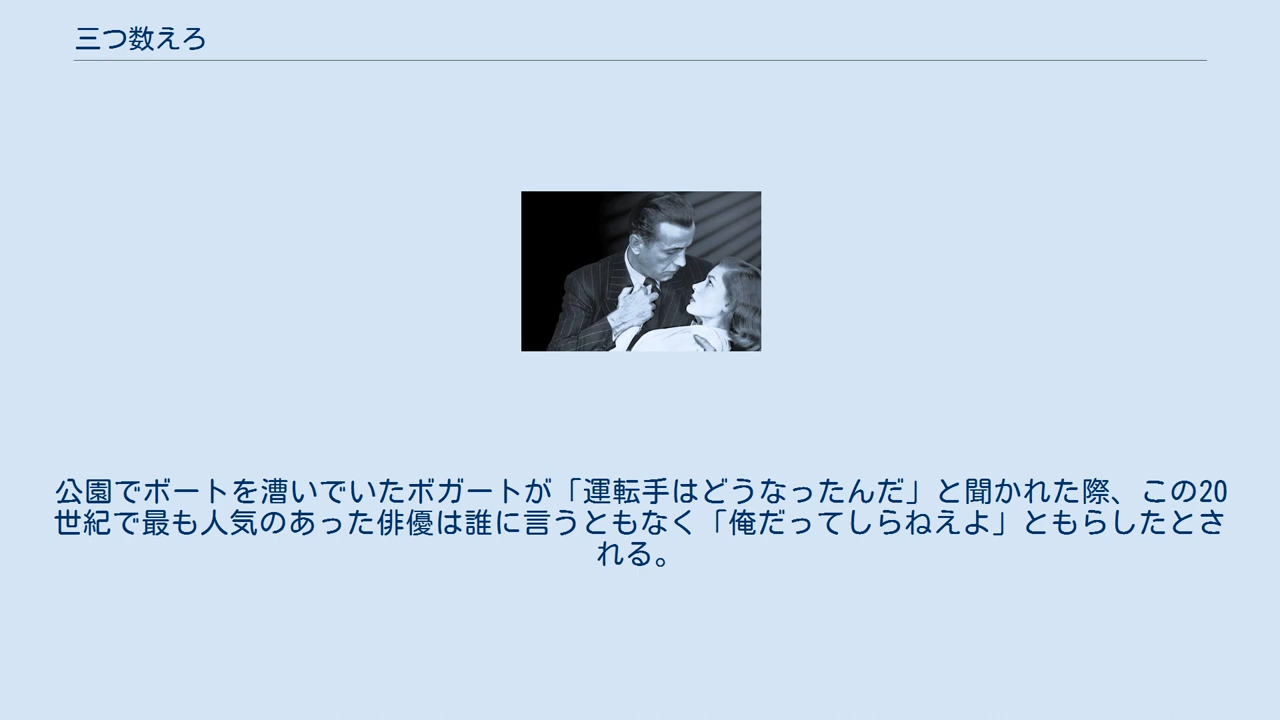 三つ数えろ
公園でボートを漕いでいたボガートが「運転手はどうなったんだ」と聞かれた際、この20
世紀で最も人気のあった俳優は誰に言うともなく「俺だってしらねえよ」ともらしたとさ
れる。